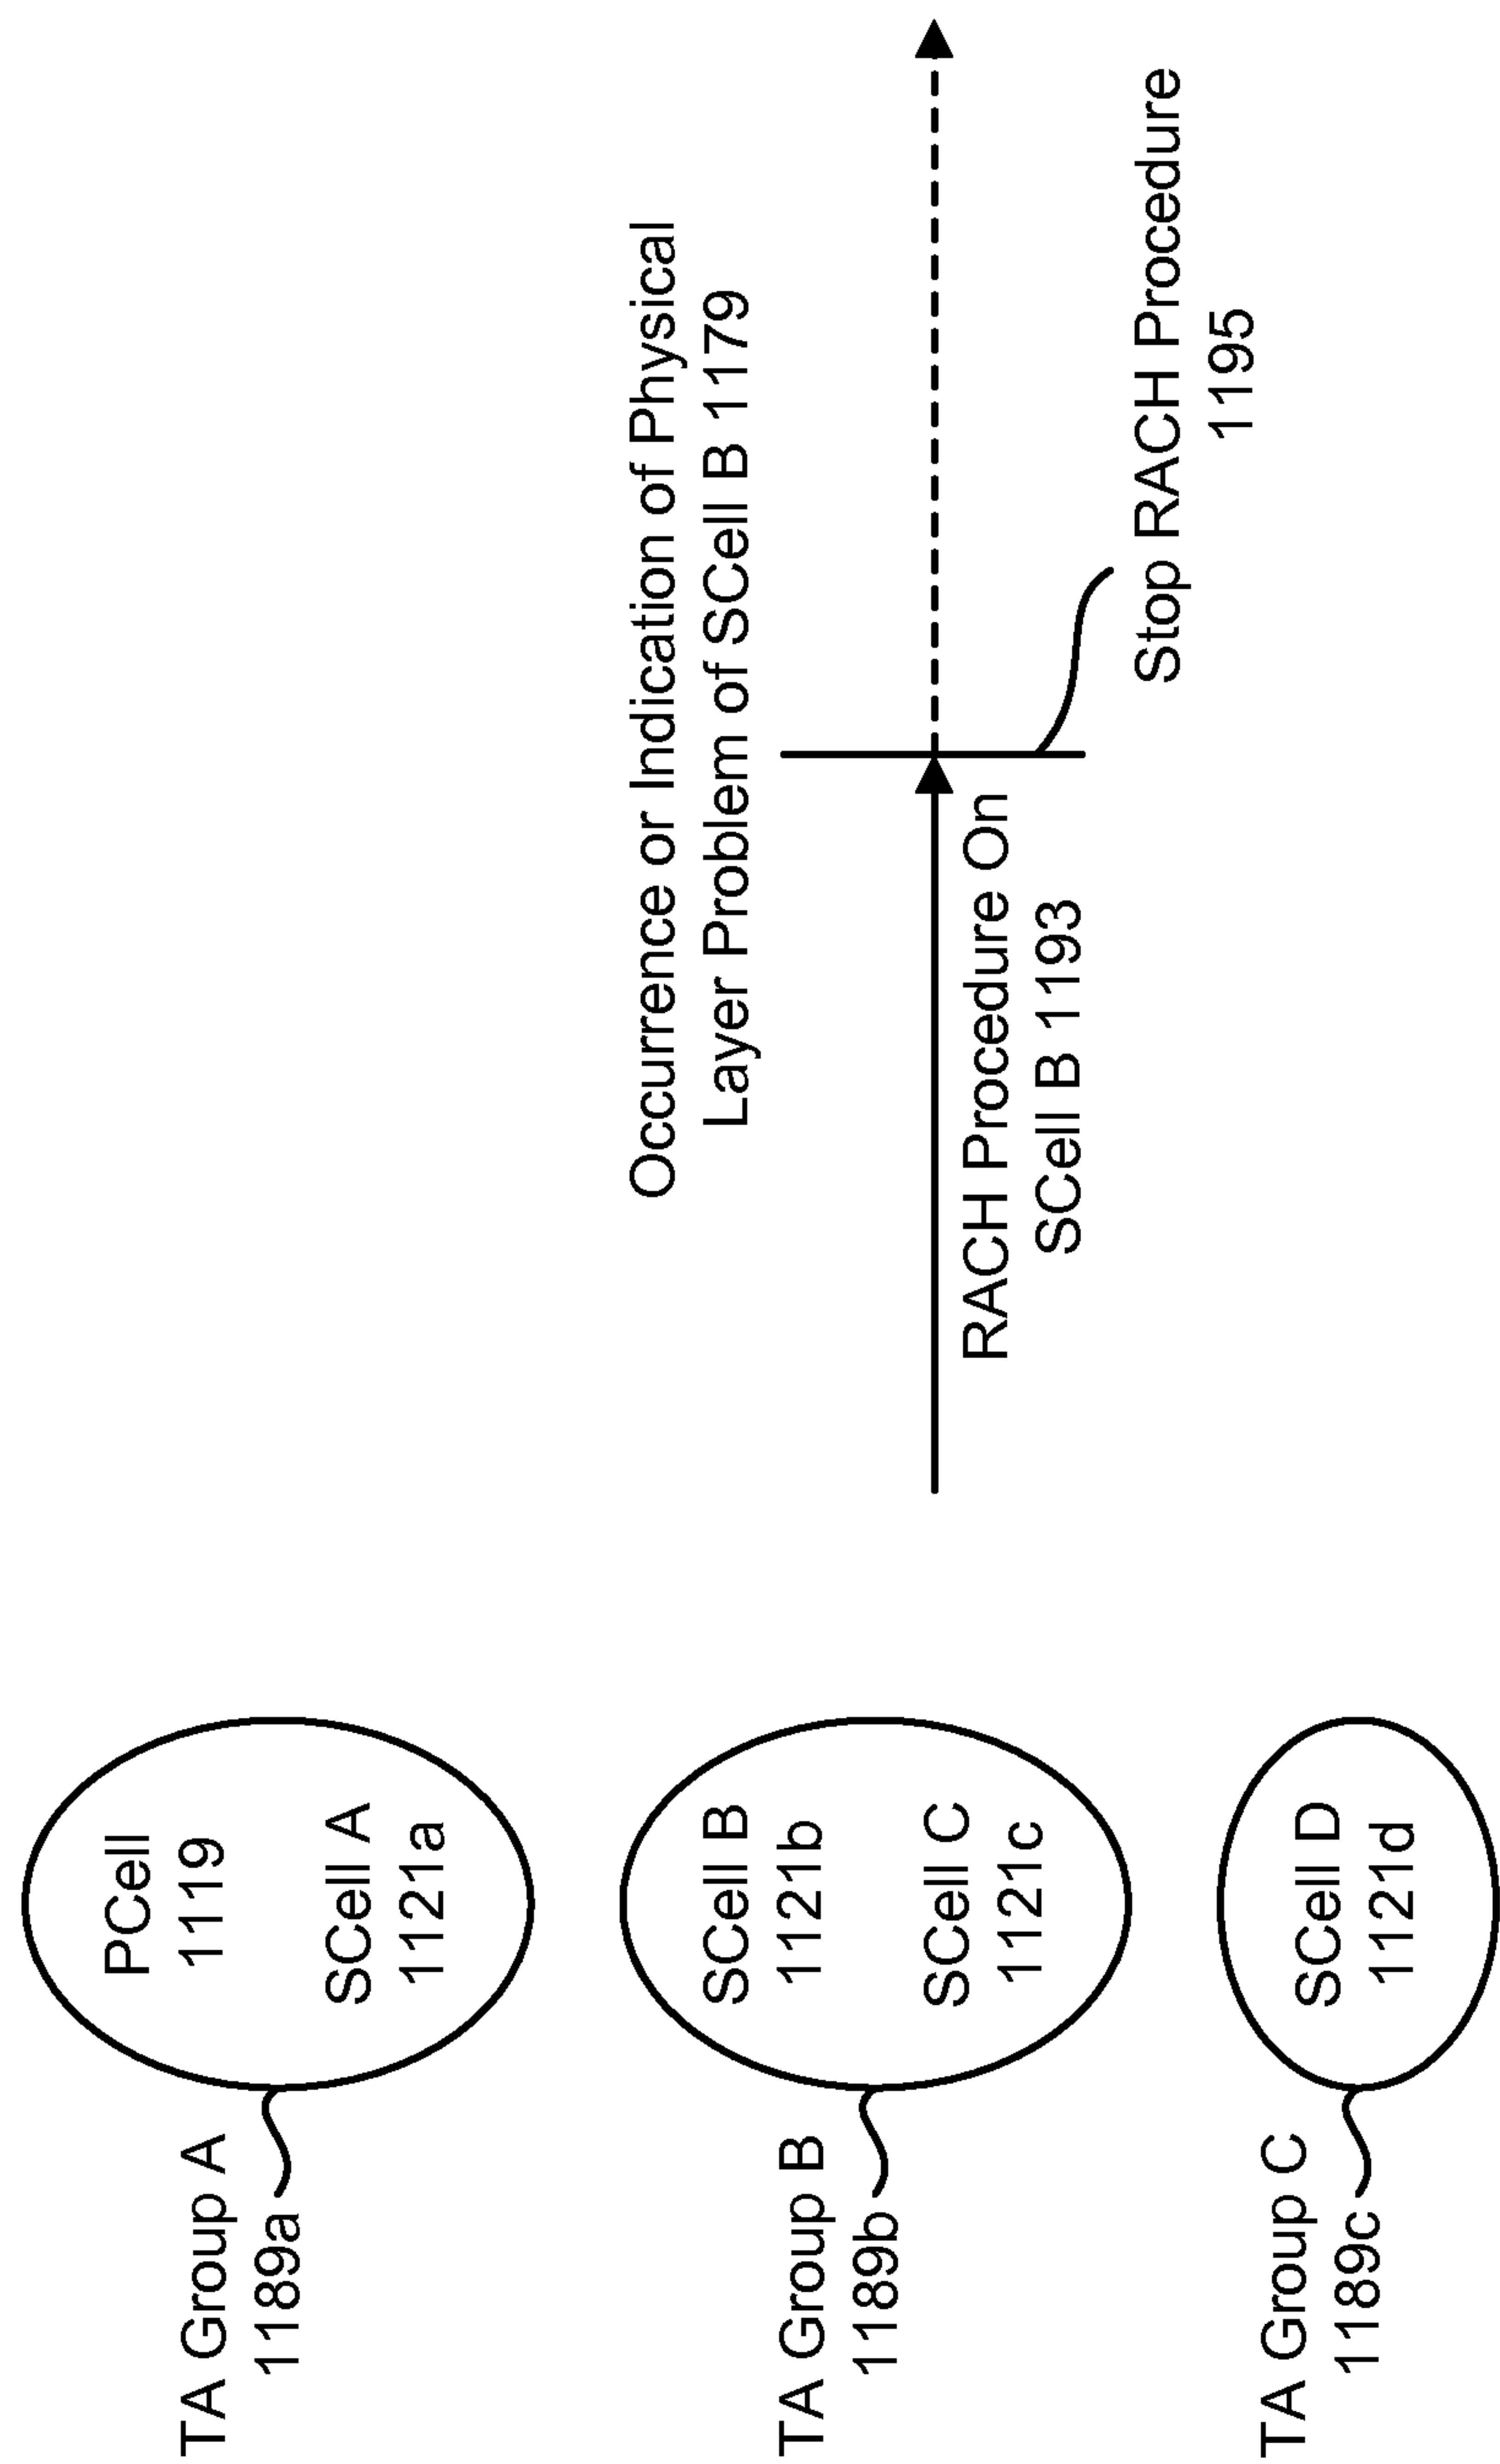 TA Group A
1189a
PCell
1119
SCell A
1121a
TA Group B
1189b
SCell B
1121b
SCell C
1121c
Occurrence or Indication of Physical
Layer Problem of SCell B 1179
RACH Procedure On
SCell B 1193
Stop RACH Procedure
1195
TA Group C
1189c
SCell D
1121d